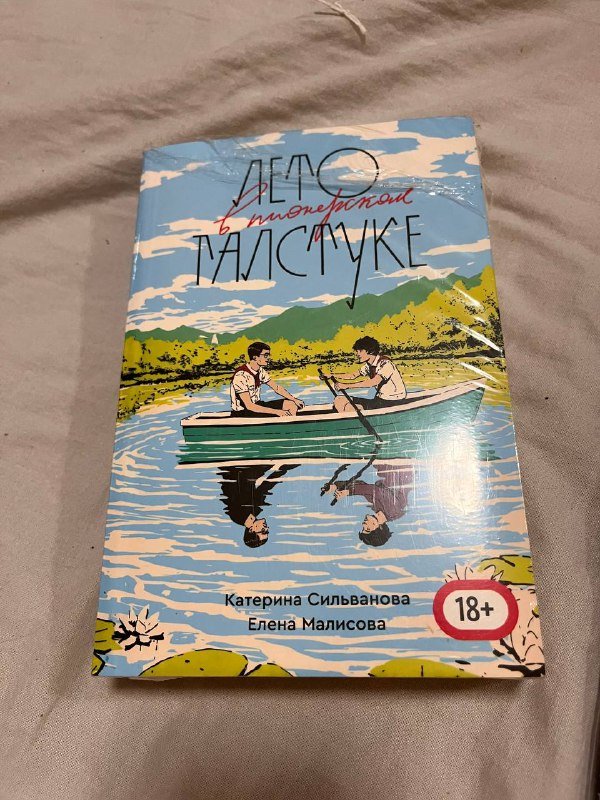 ЛЕТО
в пионерском
ГАЛСТУКЕ
Катерина Сильванова
Елена Малисова
18+